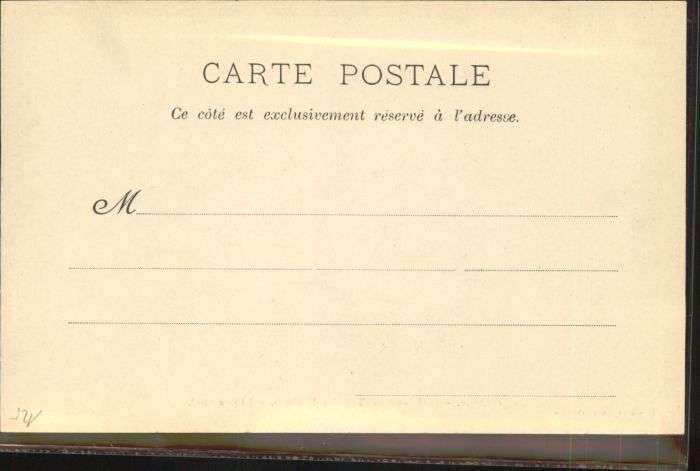 CARTE POSTALE
Ce côté est exclusivement réservé à l'adresse.
M